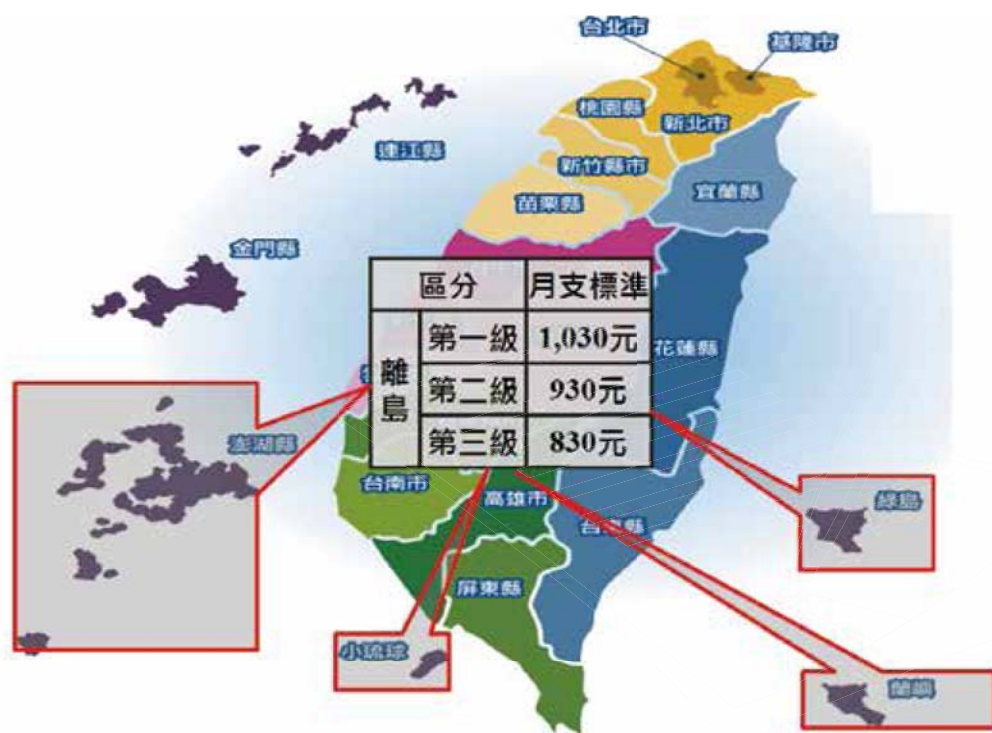 台北市
基隆市
桃園縣
新北市
連江縣
新竹縣市
宜蘭縣
苗栗縣
金門縣
區分 月支標準
離島
第一級 1,030元
第二級 930元
第三級 830元
花蓮縣
澎湖縣
台南市
高雄市
台東縣
綠島
屏東縣
小琉球
蘭嶼